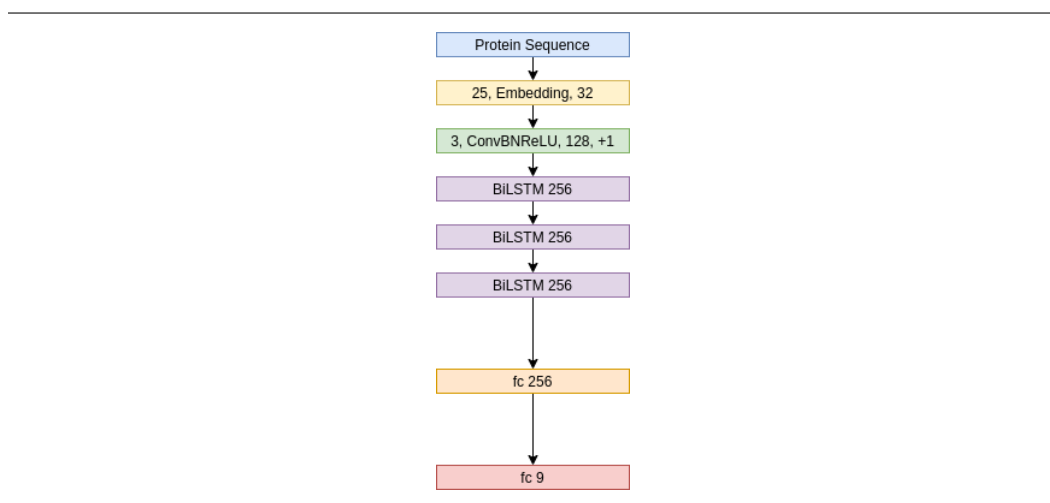 Protein Sequence
25, Embedding, 32
3, ConvBNReLU, 128, +1
BiLSTM 256
BiLSTM 256
BiLSTM 256
fc 256
fc 9